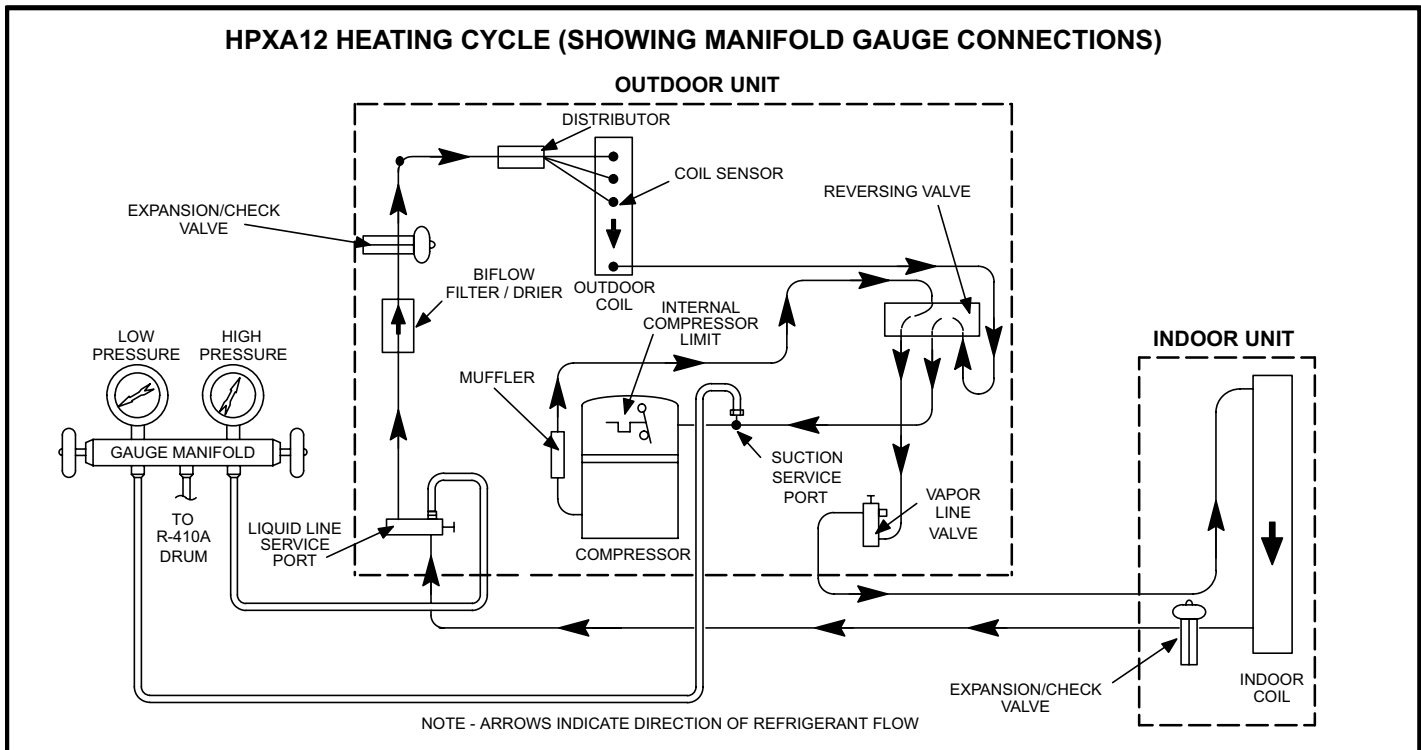 HPXA12 HEATING CYCLE (SHOWING MANIFOLD GAUGE CONNECTIONS)
OUTDOOR UNIT
DISTRIBUTOR
COIL SENSOR
REVERSING VALVE
EXPANSION/CHECK
VALVE
BIFLOW
FILTER / DRIER
OUTDOOR
COIL
INTERNAL
COMPRESSOR
LIMIT
LOW
PRESSURE
HIGH
PRESSURE
MUFFLER
INDOOR UNIT
GAUGE MANIFOLD
TO
R-410A
DRUM
LIQUID LINE
SERVICE
PORT
COMPRESSOR
SUCTION
SERVICE
PORT
VAPOR
LINE
VALVE
EXPANSION/CHECK
VALVE
INDOOR
COIL
NOTE - ARROWS INDICATE DIRECTION OF REFRIGERANT FLOW